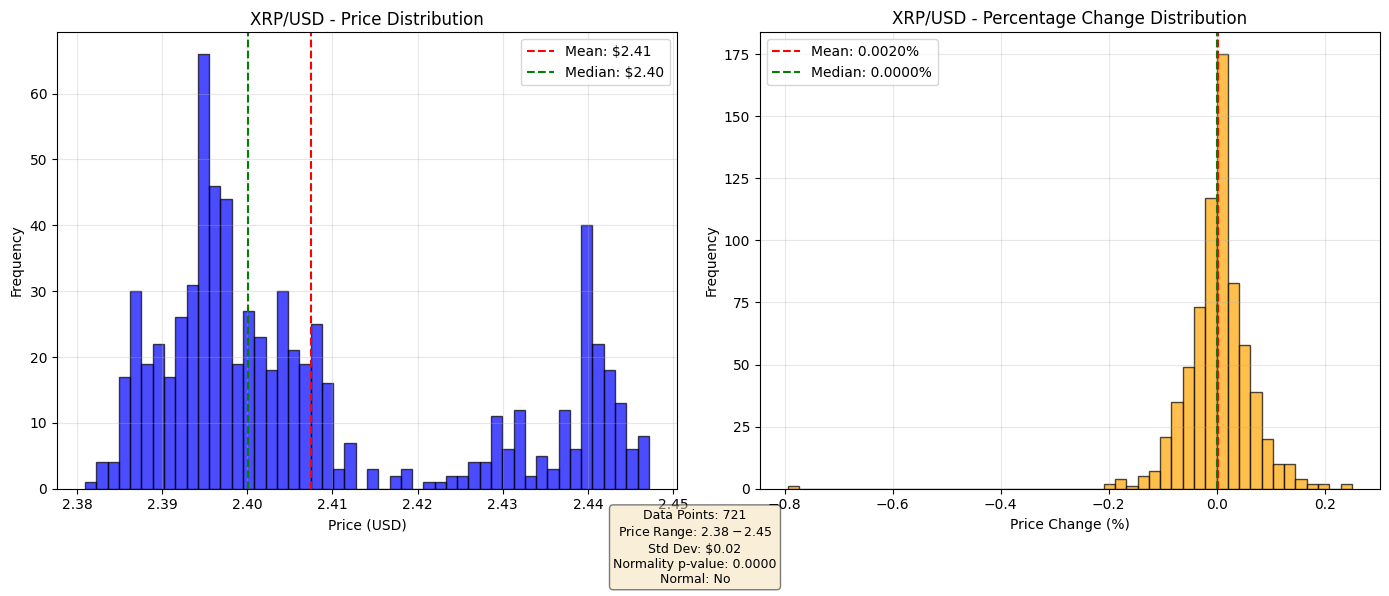 XRP/USD - Price Distribution
Mean: $2.41
Median: $2.40
Frequency
60
50
40
30
20
10
0
2.38
2.39
2.40
2.41
2.42
2.43
2.44
2.45
Price (USD)
XRP/USD - Percentage Change Distribution
Mean: 0.0020%
Median: 0.0000%
Frequency
175
150
125
100
75
50
25
0
−0.8
−0.6
−0.4
−0.2
0.0
0.2
Price Change (%)
Data Points: 721
Price Range: 2.38 − 2.45
Std Dev: $0.02
Normality p-value: 0.0000
Normal: No